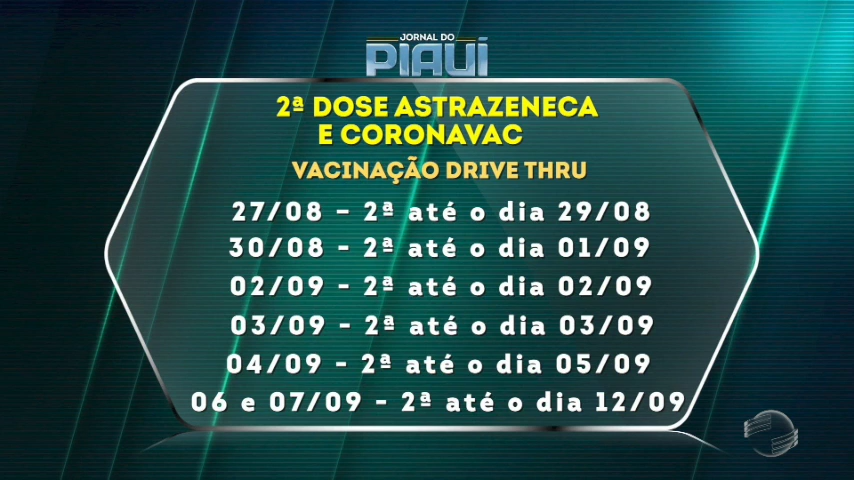 JORNAL DO
PIAUÍ
2ª DOSE ASTRAZENECA
E CORONAVAC
VACINAÇÃO DRIVE THRU
27/08 – 2ª até o dia 29/08
30/08 – 2ª até o dia 01/09
02/09 – 2ª até o dia 02/09
03/09 – 2ª até o dia 03/09
04/09 – 2ª até o dia 05/09
06 e 07/09 – 2ª até o dia 12/09